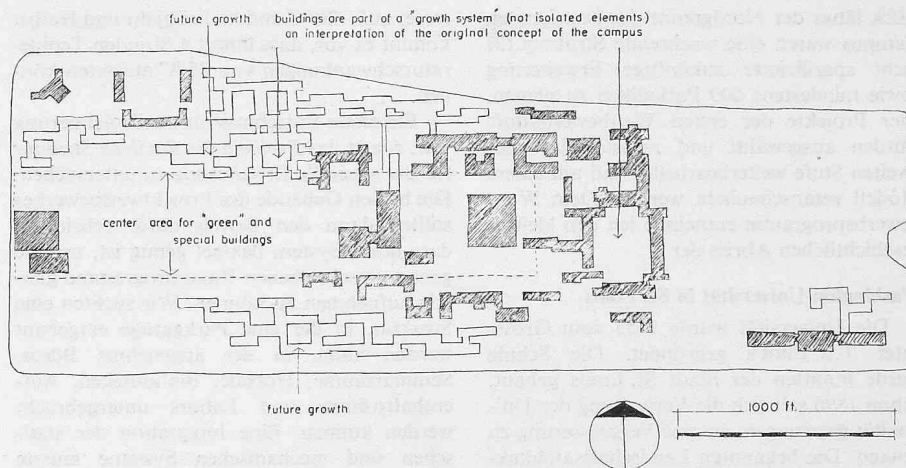 future growth buildings are part of a "growth system" (not isolated elements)
an interpretation of the original concept of the campus
center area for "green" and
special buildings
future growth
1000 ft.